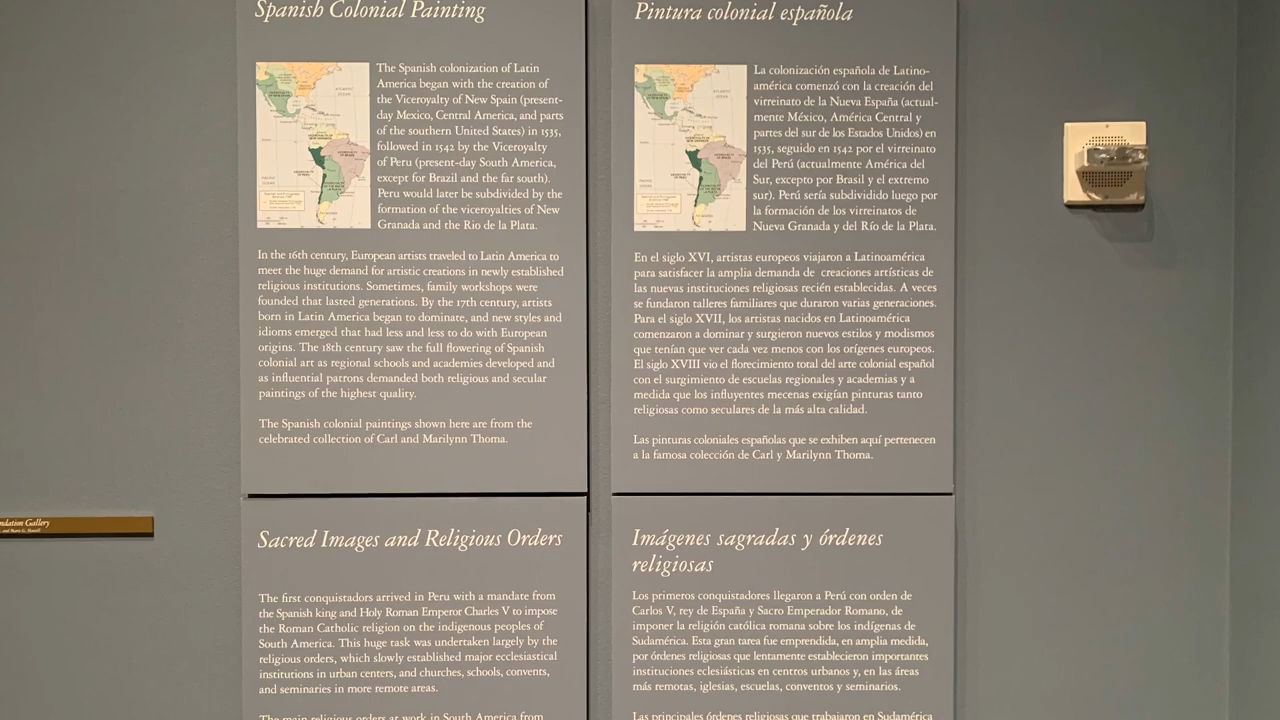 Spanish Colonial Painting
The Spanish colonization of Latin
America began with the creation of
the Viceroyalty of New Spain (present-
day Mexico, Central America, and parts
of the southern United States) in 1535,
followed in 1542 by the Viceroyalty
of Peru (present-day South America,
except for Brazil and the far south).
Peru would later be subdivided by the
formation of the viceroyalties of New
Granada and the Rio de la Plata.
In the 16th century, European artists traveled to Latin America to
meet the huge demand for artistic creations in newly established
religious institutions. Sometimes, family workshops were
founded that lasted generations. By the 17th century, artists
born in Latin America began to dominate, and new styles and
idioms emerged that had less and less to do with European
origins. The 18th century saw the full flowering of Spanish
colonial art as regional schools and academies developed and
as influential patrons demanded both religious and secular
paintings of the highest quality.
The Spanish colonial paintings shown here are from the
celebrated collection of Carl and Marilynn Thoma.
Pintura colonial española
La colonización española de Latino-
américa comenzó con la creación del
virreinato de la Nueva España (actual-
mente México, América Central y
partes del sur de los Estados Unidos) en
1535, seguido en 1542 por el virreinato
del Perú (actualmente América del
Sur, excepto por Brasil y el extremo
sur). Perú sería subdividido luego por
la formación de los virreinatos de
Nueva Granada y del Río de la Plata.
En el siglo XVI, artistas europeos viajaron a Latinoamérica
para satisfacer la amplia demanda de creaciones artísticas de
las nuevas instituciones religiosas recién establecidas. A veces
se fundaron talleres familiares que duraron varias generaciones.
Para el siglo XVII, los artistas nacidos en Latinoamérica
comenzaron a dominar y surgieron nuevos estilos y modismos
que tenían que ver cada vez menos con los orígenes europeos.
El siglo XVIII vio el florecimiento total del arte colonial español
con el surgimiento de escuelas regionales y academias y a
medida que los influyentes mecenas exigían pinturas tanto
religiosas como seculares de la más alta calidad.
Las pinturas coloniales españolas que se exhiben aquí pertenecen
a la famosa colección de Carl y Marilynn Thoma.
ndation Gallery
Sacred Images and Religious Orders
The first conquistadors arrived in Peru with a mandate from
the Spanish king and Holy Roman Emperor Charles V to impose
the Roman Catholic religion on the indigenous peoples of
South America. This huge task was undertaken largely by the
religious orders, which slowly established major ecclesiastical
institutions in urban centers, and churches, schools, convents,
and seminaries in more remote areas.
The main religious orders at work in South America from
Imágenes sagradas y órdenes
religiosas
Los primeros conquistadores llegaron a Perú con orden de
Carlos V, rey de España y Sacro Emperador Romano, de
imponer la religión católica romana sobre los indígenas de
Sudamérica. Esta gran tarea fue emprendida, en amplia medida,
por órdenes religiosas que lentamente establecieron importantes
instituciones eclesiásticas en centros urbanos y, en las áreas
más remotas, iglesias, escuelas, conventos y seminarios.
Las principales órdenes religiosas que trabajaron en Sudamérica